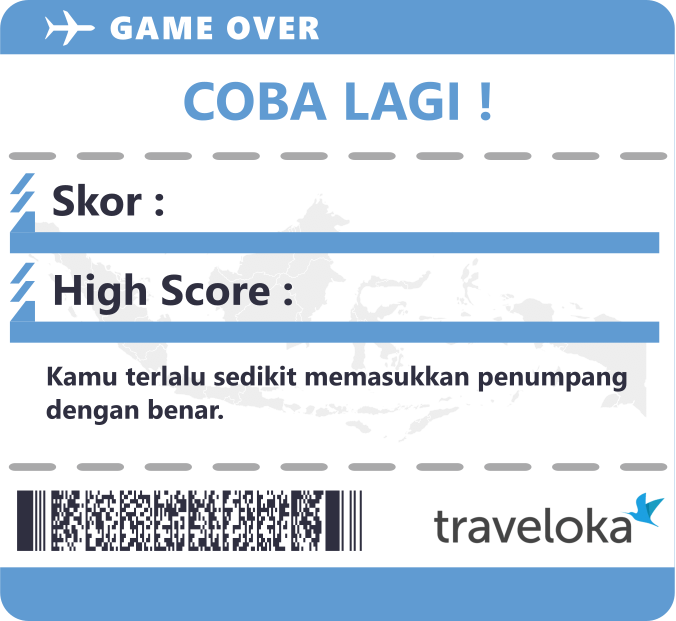 GAME OVER
COBA LAGI !
Skor :
High Score :
Kamu terlalu sedikit memasukkan penumpang
dengan benar.
traveloka